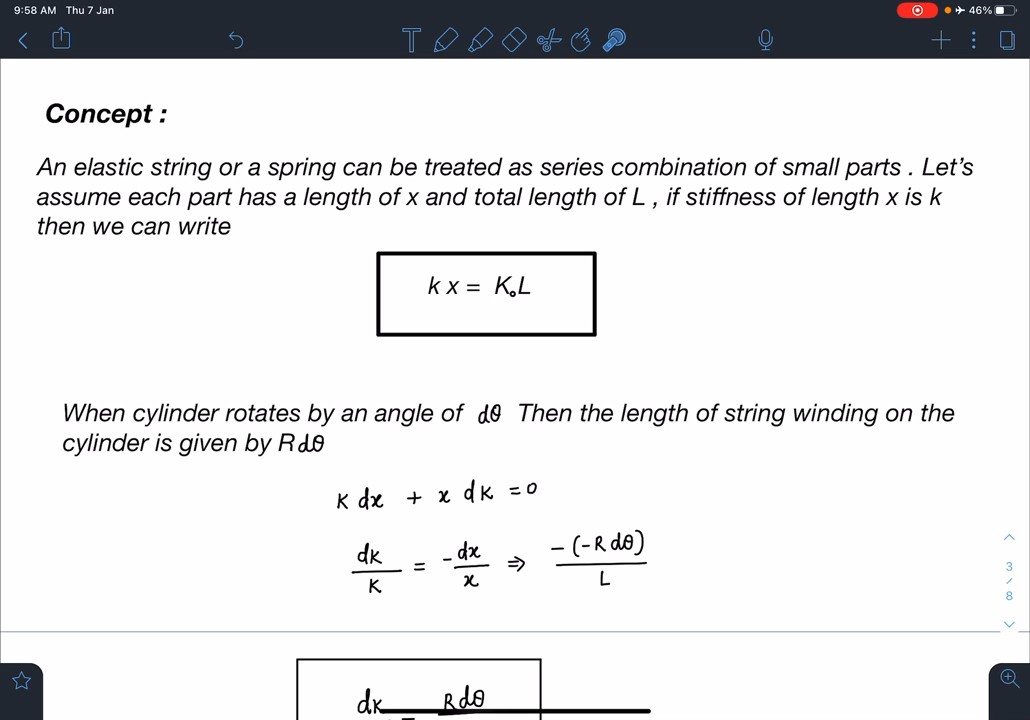 9:58 AM Thu 7 Jan
46%
Concept :
An elastic string or a spring can be treated as series combination of small parts . Let's
assume each part has a length of x and total length of L , if stiffness of length x is k
then we can write
k x = K₀L
When cylinder rotates by an angle of dθ Then the length of string winding on the
cylinder is given by R dθ
K dx + x dK = 0
dK/K = - dx/x ⇒ -(-R dθ)/L
3
/
8
dK = R dθ